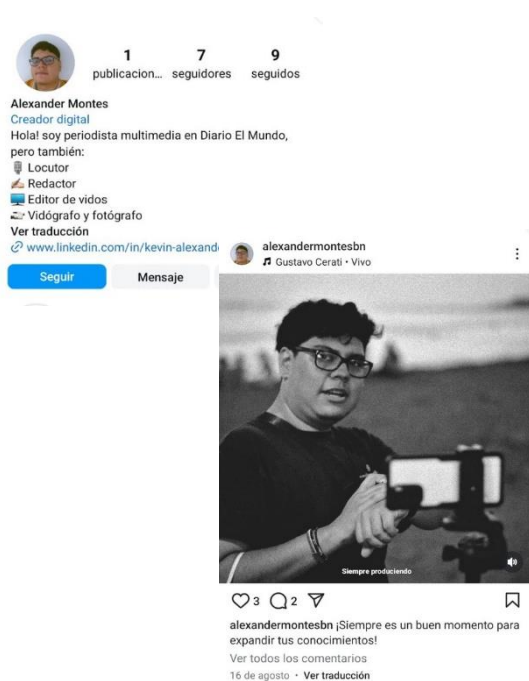 1 7 9
publicacion... seguidores seguidos
Alexander Montes
Creador digital
Hola! soy periodista multimedia en Diario El Mundo,
pero también:
🎙️ Locutor
✍🏼 Redactor
🖥️ Editor de vidos
🔫 Vidógrafo y fotógrafo
Ver traducción
www.linkedin.com/in/kevin-alexand
Seguir Mensaje
alexandermontesbn
Gustavo Cerati • Vivo
Siempre produciendo
3 2
alexandermontesbn ¡Siempre es un buen momento para
expandir tus conocimientos!
Ver todos los comentarios
16 de agosto • Ver traducción